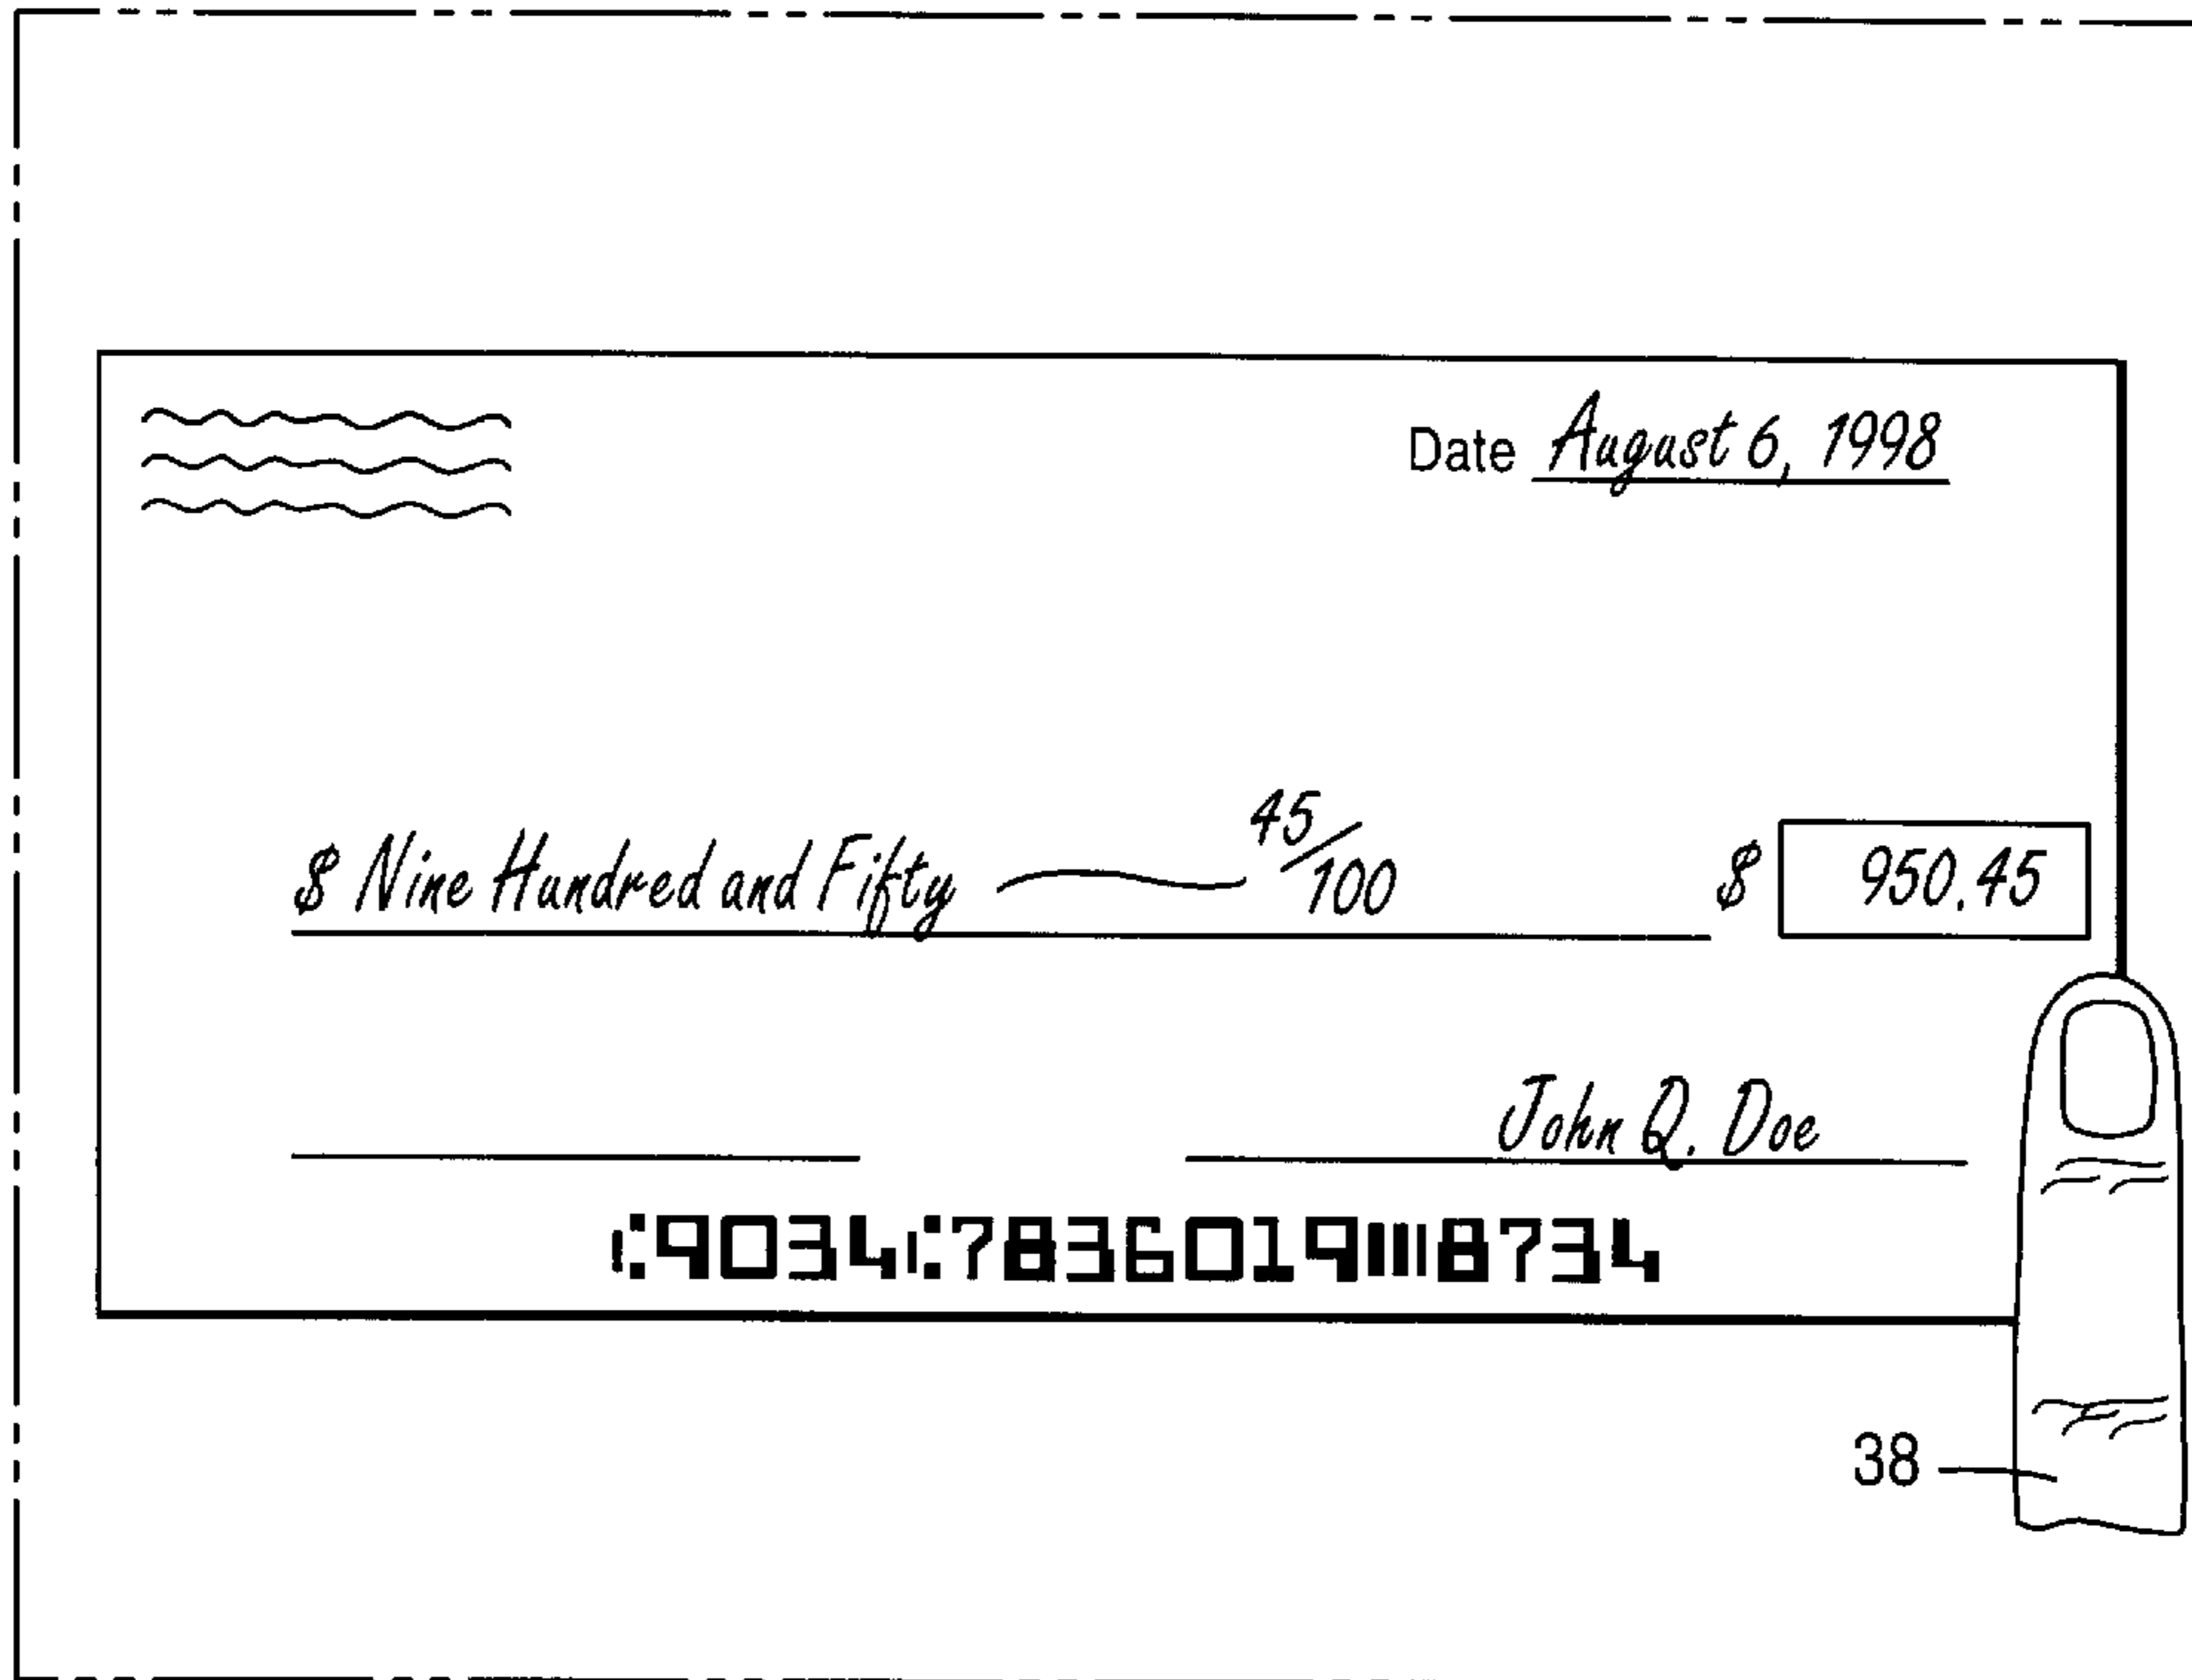 Date August 6, 1998
$ Nine Hundred and Fifty 45/100 $ 950.45
John Q. Doe
⑆9034⑆7836019⑈8734
38